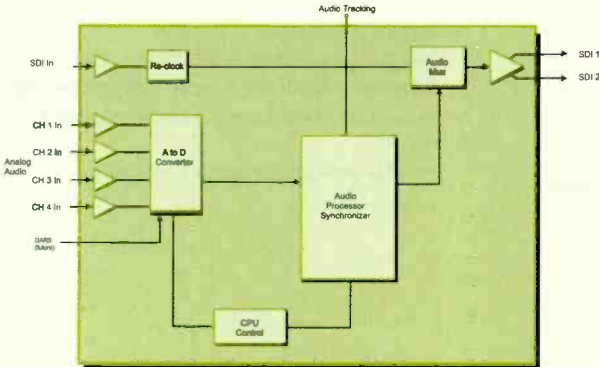 Audio Tracking
SDI In
Re-clock
Audio
Mixer
SDI 1
SDI 2
CH 1 In
CH 2 In
Analog
Audio
CH 3 In
CH 4 In
A to D
Converter
Audio
Processor
Synchronizer
DARS
(future)
CPU
Control